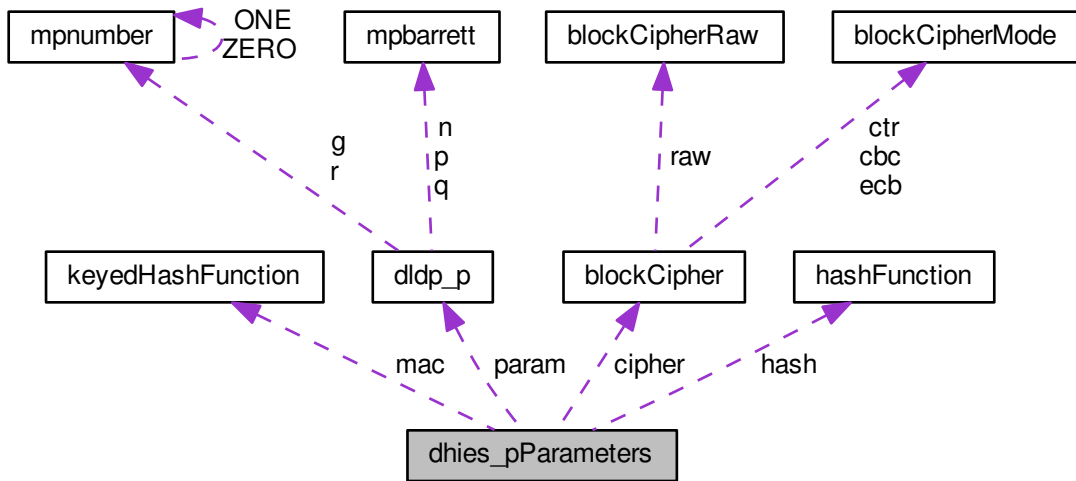 mpnumber
ONE
ZERO
mpbarrett
blockCipherRaw
blockCipherMode
g
r
n
p
q
raw
ctr
cbc
ecb
keyedHashFunction
dldp_p
blockCipher
hashFunction
mac
param
cipher
hash
dhies_pParameters